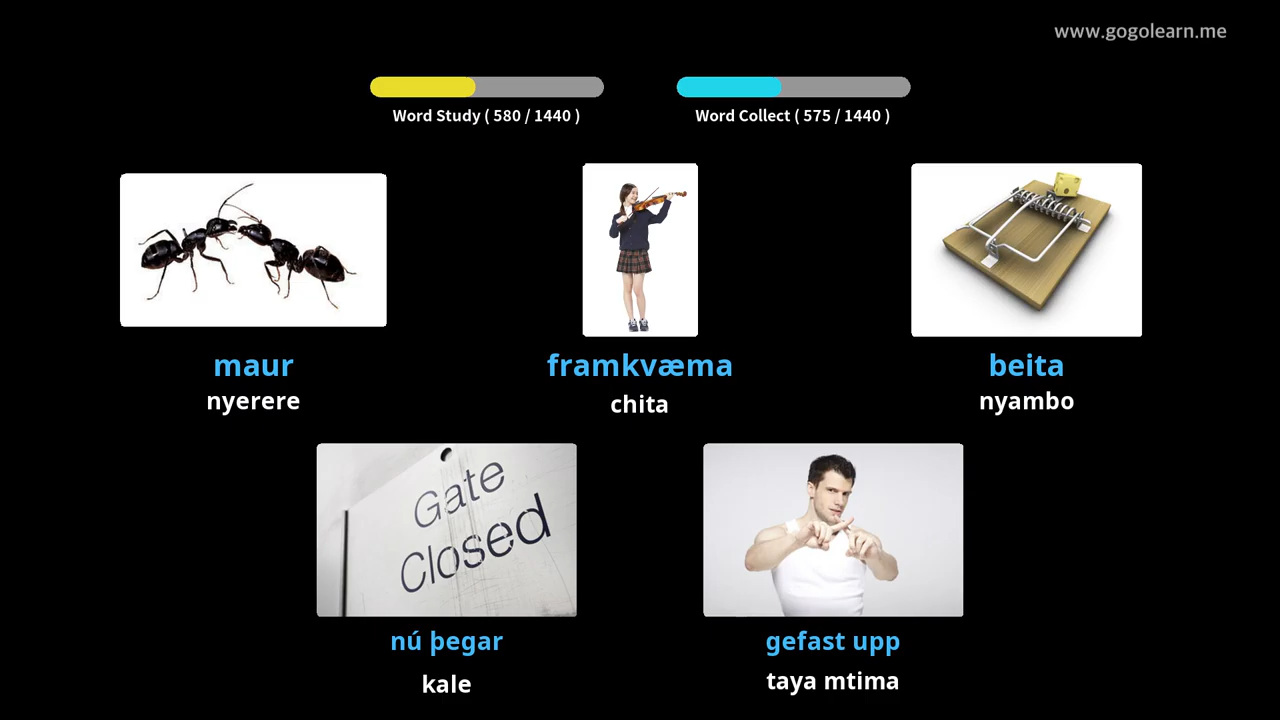 www.gogolearn.me
Word Study ( 580 / 1440 )
Word Collect ( 575 / 1440 )
maur
nyerere
framkvæma
chita
beita
nyambo
Gate
Closed
nú þegar
kale
gefast upp
taya mtima